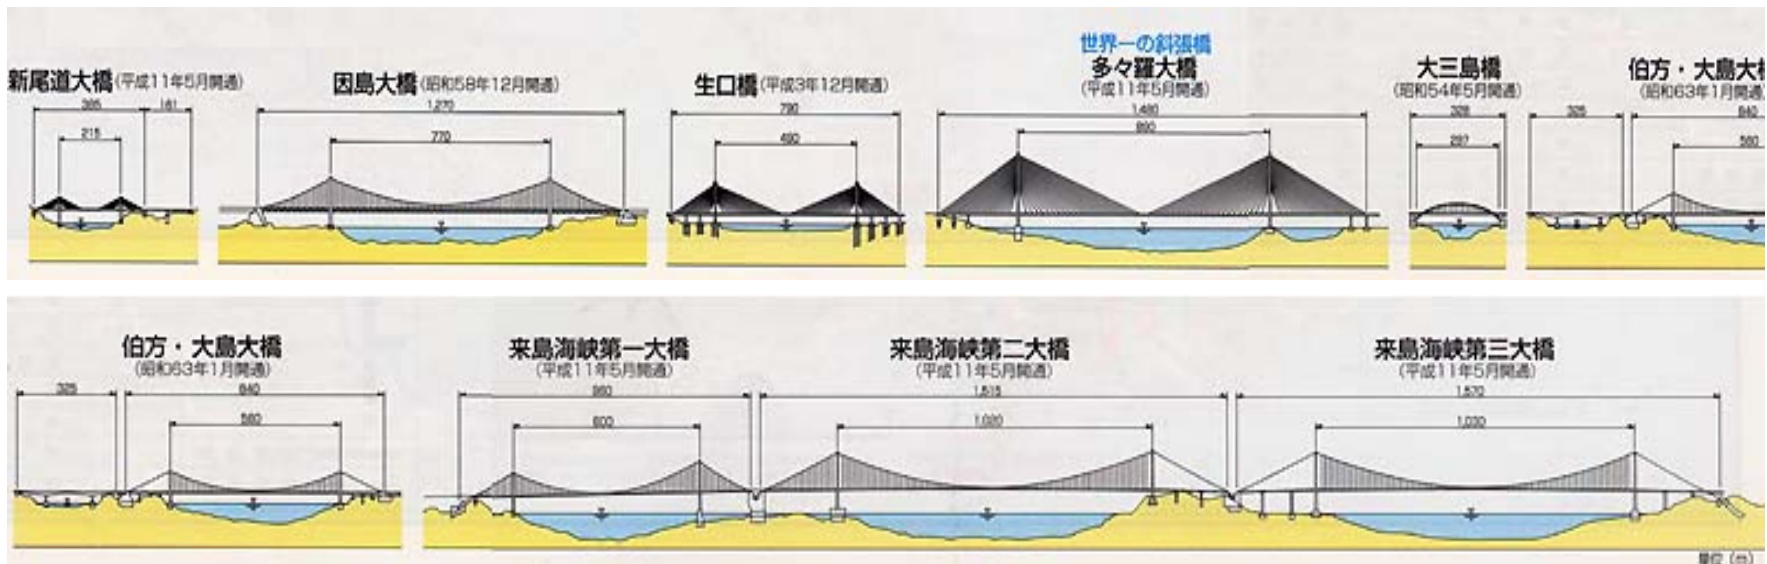 世界一の斜張橋
新尾道大橋(平成11年5月開通)
因島大橋(昭和58年12月開通)
生口橋(平成3年12月開通)
多々羅大橋
(平成11年5月開通)
大三島橋
(昭和54年5月開通)
伯方・大島大橋
(昭和63年1月開通)
385
161
1,270
790
1,480
328
325
840
215
770
490
890
297
560
伯方・大島大橋
(昭和63年1月開通)
来島海峡第一大橋
(平成11年5月開通)
来島海峡第二大橋
(平成11年5月開通)
来島海峡第三大橋
(平成11年5月開通)
325
840
960
1,515
1,570
560
600
1,020
1,030
単位(m)